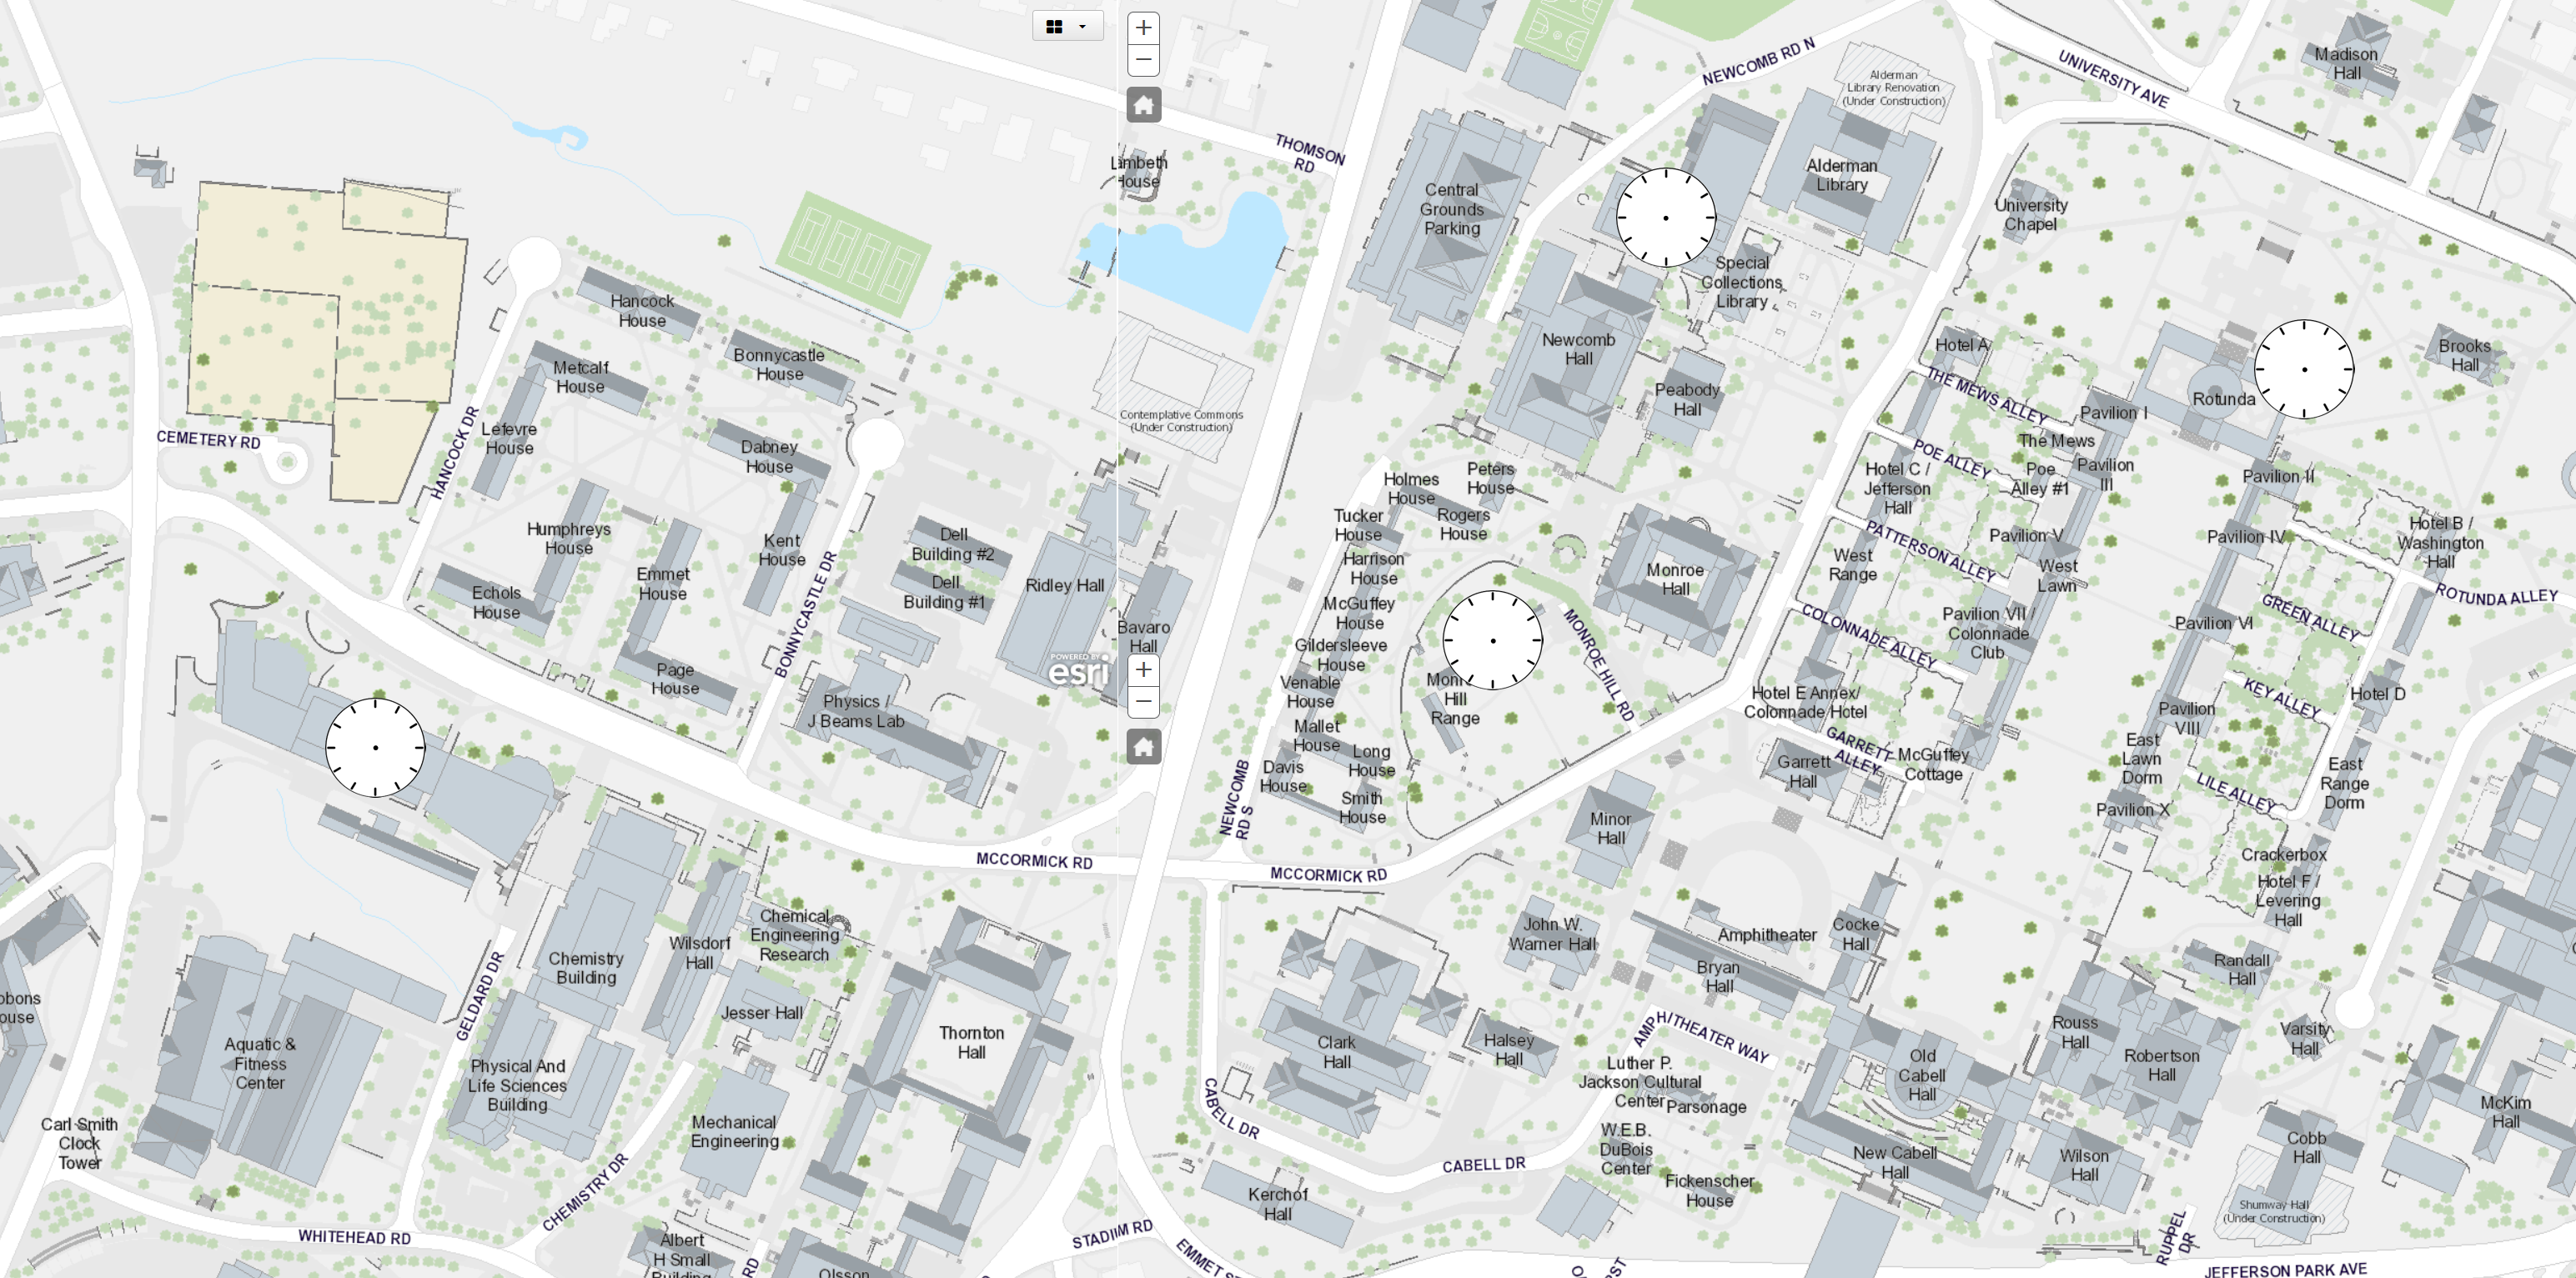 NEWCOMB RD N
UNIVERSITY AVE
Madison
Hall
Alderman
Library Renovation
(Under Construction)
THOMSON
RD
Central
Grounds
Parking
Alderman
Library
University
Chapel
Special
Collections
Library
Hancock
House
Metcalf
House
Bonnycastle
House
Newcomb
Hall
Hotel A
Brooks
Hall
THE MEWS ALLEY
Pavilion I
Rotunda
Peabody
Hall
Contemplative Commons
(Under Construction)
CEMETERY RD
HANCOCK DR
Lefevre
House
Dabney
House
The Mews
POE ALLEY
Hotel C /
Jefferson
Hall
Poe
Alley #1
Pavilion
III
Pavilion II
Holmes
House
Peters
House
Tucker
House
Rogers
House
Humphreys
House
Kent
House
Dell
Building #2
Pavilion V
Pavilion IV
Hotel B /
Washington
Hall
PATTERSON ALLEY
West
Range
West
Lawn
Harrison
House
Monroe
Hall
Echols
House
Emmet
House
Dell
Building #1
Ridley Hall
ROTUNDA ALLEY
GREEN ALLEY
McGuffey
House
MONROE HILL RD
COLONNADE ALLEY
Pavilion VII /
Colonnade
Club
Pavilion VI
BONNYCASTLE DR
Bavaro
Hall
Gildersleeve
House
POWERED BY
esri
Page
House
Venable
House
Hill
Range
Hotel E Annex/
Colonnade Hotel
KEY ALLEY
Hotel D
Physics /
J Beams Lab
Pavilion
VIII
Mallet
House
Long
House
GARRETT
ALLEY
Garrett
Hall
McGuffey
Cottage
East
Lawn
Dorm
East
Range
Dorm
Davis
House
Smith
House
NEWCOMB
RD S
LILE ALLEY
Pavilion X
Minor
Hall
MCCORMICK RD
MCCORMICK RD
Crackerbox
Hotel F /
Levering
Hall
Chemical
Engineering
Research
Wilsdorf
Hall
Chemistry
Building
John W.
Warner Hall
Amphitheater
Cocke
Hall
Bryan
Hall
Randall
Hall
GELDARD DR
Jesser Hall
Thornton
Hall
Clark
Hall
Halsey
Hall
AMPHITHEATER WAY
Rouss
Hall
Varsity
Hall
Aquatic &
Fitness
Center
Physical And
Life Sciences
Building
Luther P.
Jackson Cultural
Center
Parsonage
Old
Cabell
Hall
Robertson
Hall
Carl Smith
Clock
Tower
Mechanical
Engineering
CABELL DR
W.E.B.
DuBois
Center
CABELL DR
New Cabell
Hall
Wilson
Hall
Cobb
Hall
McKim
Hall
CHEMISTRY DR
Kerchof
Hall
Fickenscher
House
Shumway Hall
(Under Construction)
WHITEHEAD RD
STADIUM RD
RUPPEL
DR
Albert
H Small
EMMET
JEFFERSON PARK AVE